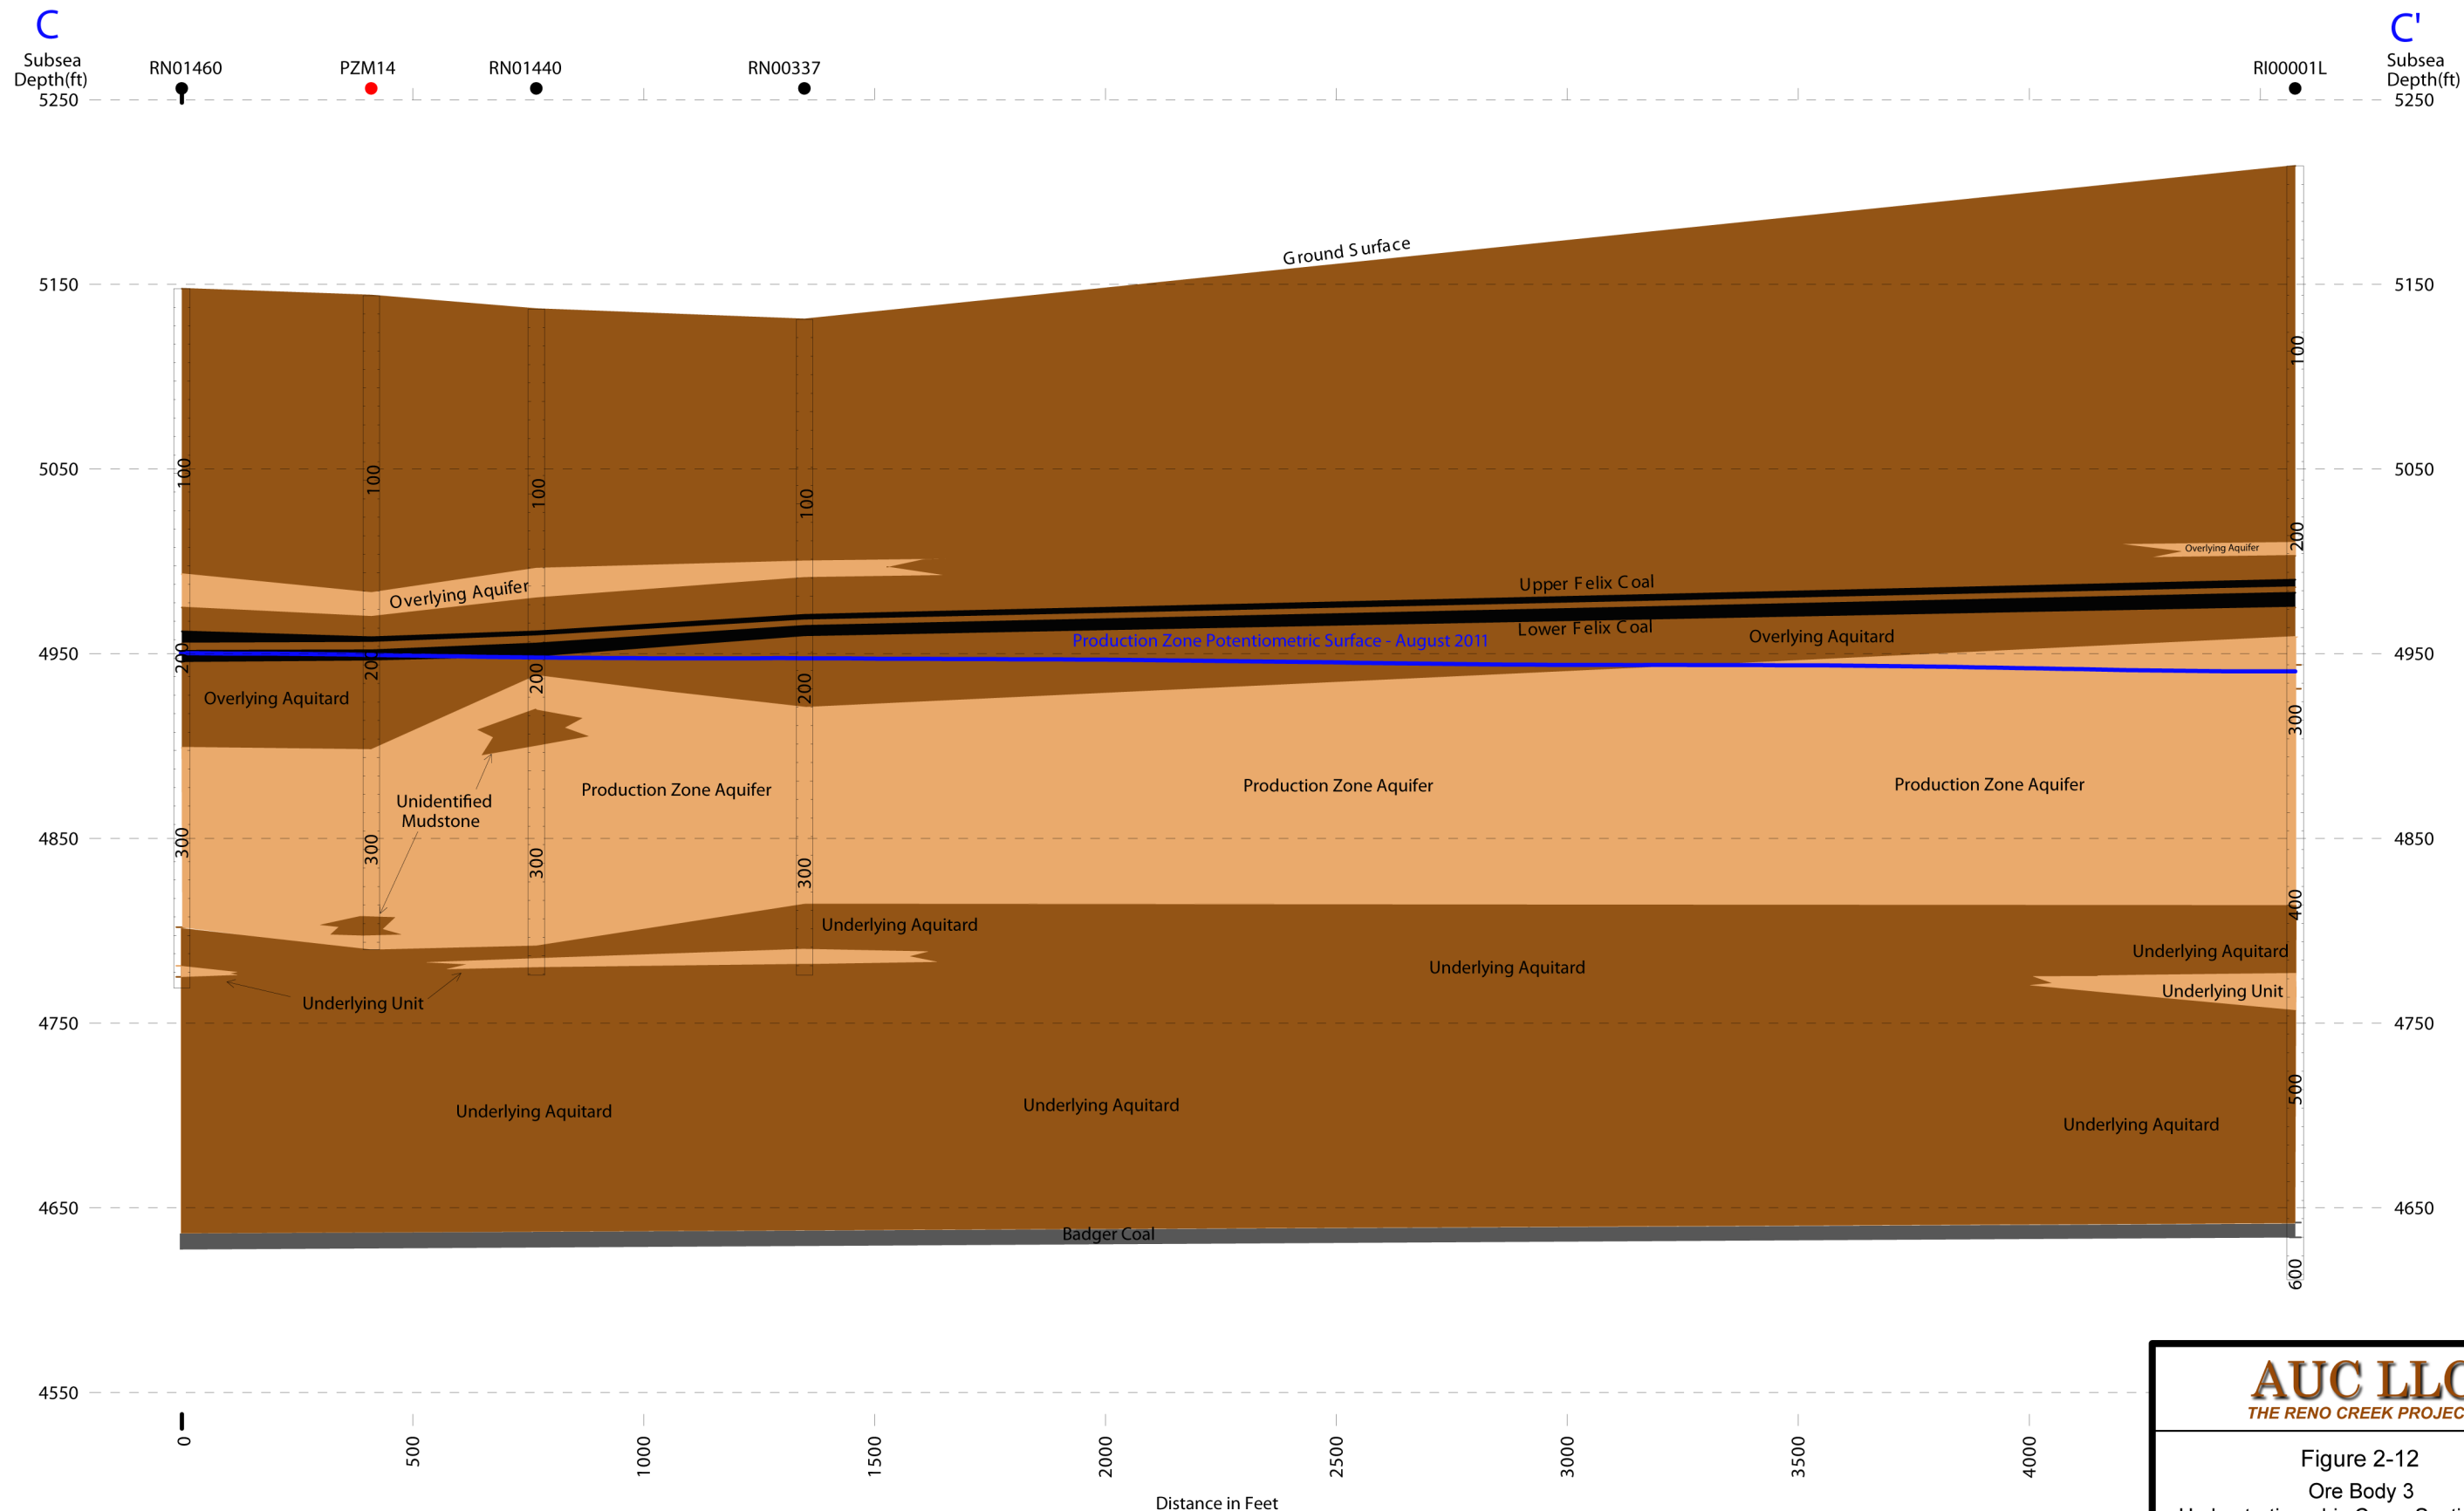 C
C'
Subsea
Depth(ft)
RN01460
PZM14
RN01440
RN00337
RI00001L
Subsea
Depth(ft)
5250
5250
Ground Surface
5150
5150
100
100
100
100
100
5050
5050
200
Overlying Aquifer
Overlying Aquifer
Upper Felix Coal
Lower Felix Coal
Production Zone Potentiometric Surface - August 2011
Overlying Aquitard
4950
4950
200
200
200
200
Overlying Aquitard
300
Production Zone Aquifer
Production Zone Aquifer
Production Zone Aquifer
Unidentified
Mudstone
4850
4850
300
300
300
300
400
Underlying Aquitard
Underlying Aquitard
Underlying Aquitard
Underlying Unit
Underlying Unit
4750
4750
500
Underlying Aquitard
Underlying Aquitard
Underlying Aquitard
4650
4650
Badger Coal
600
4550
AUC LLC
THE RENO CREEK PROJEC
0
500
1000
1500
2000
2500
3000
3500
4000
Figure 2-12
Ore Body 3
Distance in Feet